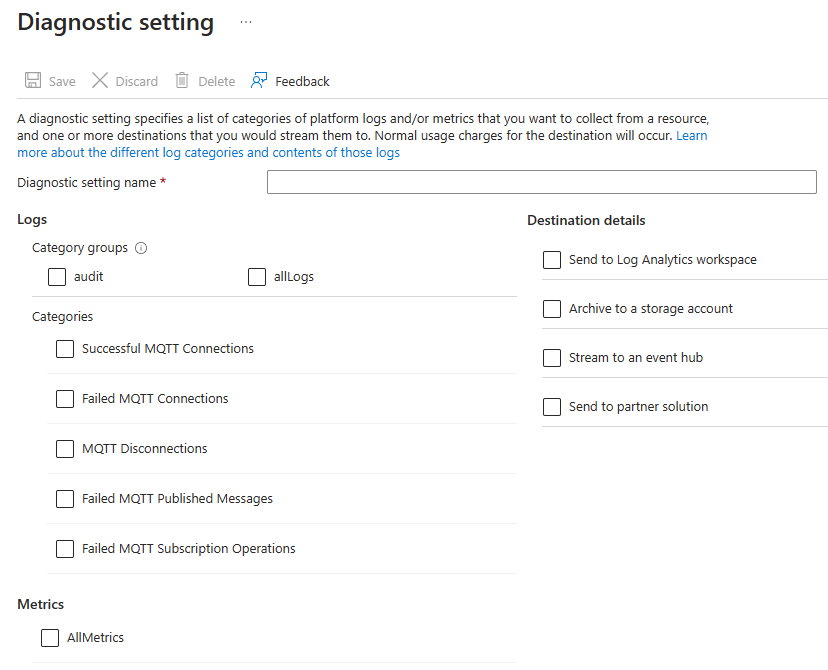 Diagnostic setting ...
Save Discard Delete Feedback
A diagnostic setting specifies a list of categories of platform logs and/or metrics that you want to collect from a resource,
and one or more destinations that you would stream them to. Normal usage charges for the destination will occur. Learn
more about the different log categories and contents of those logs
Diagnostic setting name *
Logs
Category groups
audit allLogs
Categories
Successful MQTT Connections
Failed MQTT Connections
MQTT Disconnections
Failed MQTT Published Messages
Failed MQTT Subscription Operations
Metrics
AllMetrics
Destination details
Send to Log Analytics workspace
Archive to a storage account
Stream to an event hub
Send to partner solution